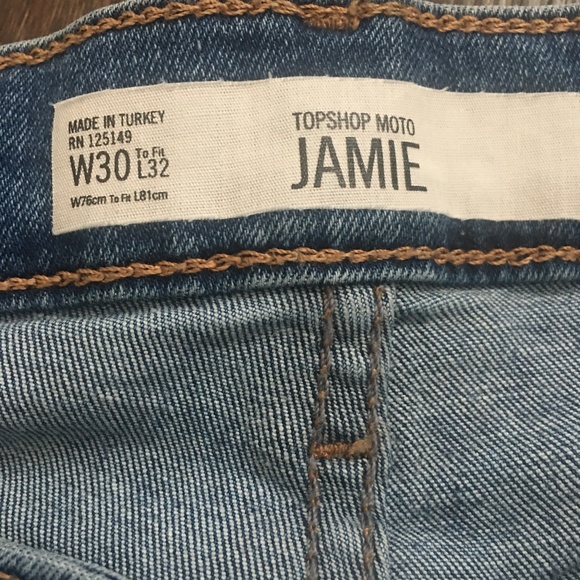 MADE IN TURKEY
RN 125149
W30 To Fit L32
W76cm To Fit L81cm
TOPSHOP MOTO
JAMIE